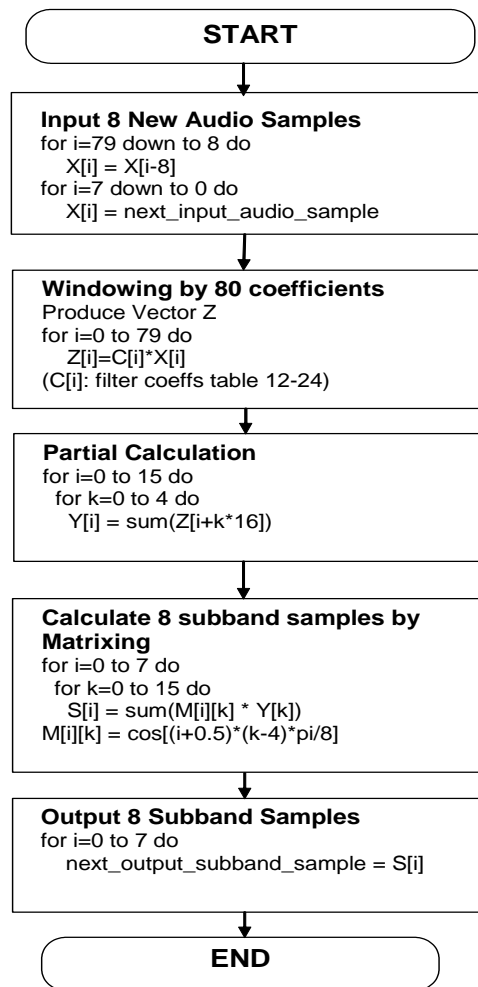 START
Input 8 New Audio Samples
for i=79 down to 8 do
X[i] = X[i-8]
for i=7 down to 0 do
X[i] = next_input_audio_sample
Windowing by 80 coefficients
Produce Vector Z
for i=0 to 79 do
Z[i]=C[i]*X[i]
(C[i]: filter coeffs table 12-24)
Partial Calculation
for i=0 to 15 do
for k=0 to 4 do
Y[i] = sum(Z[i+k*16])
Calculate 8 subband samples by
Matrixing
for i=0 to 7 do
for k=0 to 15 do
S[i] = sum(M[i][k] * Y[k])
M[i][k] = cos[(i+0.5)*(k-4)*pi/8]
Output 8 Subband Samples
for i=0 to 7 do
next_output_subband_sample = S[i]
END